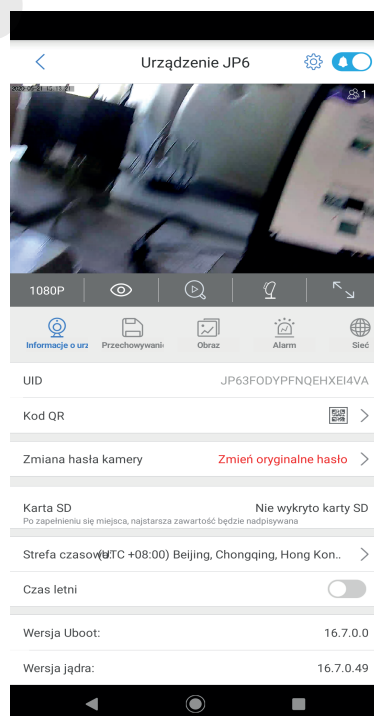 Urządzenie JP6
1
1080P
Informacje o urz
Przechowywani
Obraz
Alarm
Sieć
UID
JP63FODYPFNQEHXEI4VA
Kod QR
Zmiana hasła kamery
Zmień oryginalne hasło
Karta SD
Nie wykryto karty SD
Po zapełnieniu się miejsca, najstarsza zawartość będzie nadpisywana
Strefa czasowa: (UTC +08:00) Beijing, Chongqing, Hong Kon..
Czas letni
Wersja Uboot:
16.7.0.0
Wersja jądra:
16.7.0.49